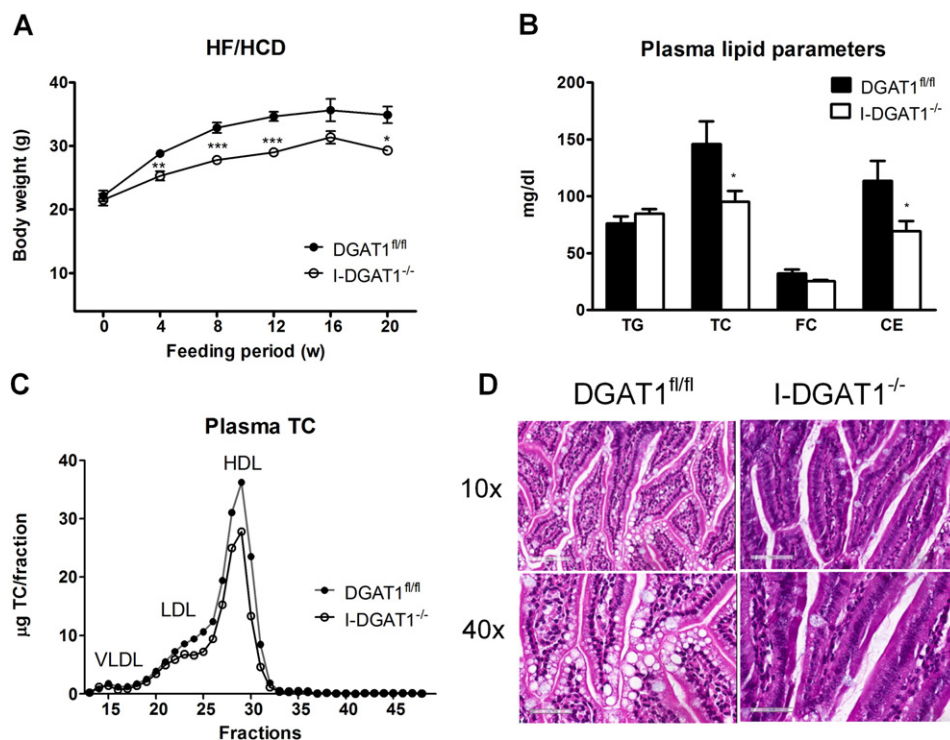 A
HF/HCD
Body weight (g)
40
30
20
10
0
4
8
12
16
20
**
***
***
*
DGAT1fl/fl
I-DGAT1-/-
Feeding period (w)
B
Plasma lipid parameters
mg/dl
200
150
100
50
0
TG
TC
FC
CE
*
*
DGAT1fl/fl
I-DGAT1-/-
C
Plasma TC
µg TC/fraction
40
30
20
10
0
15
20
25
30
35
40
45
VLDL
LDL
HDL
DGAT1fl/fl
I-DGAT1-/-
Fractions
D
DGAT1fl/fl
I-DGAT1-/-
10x
40x